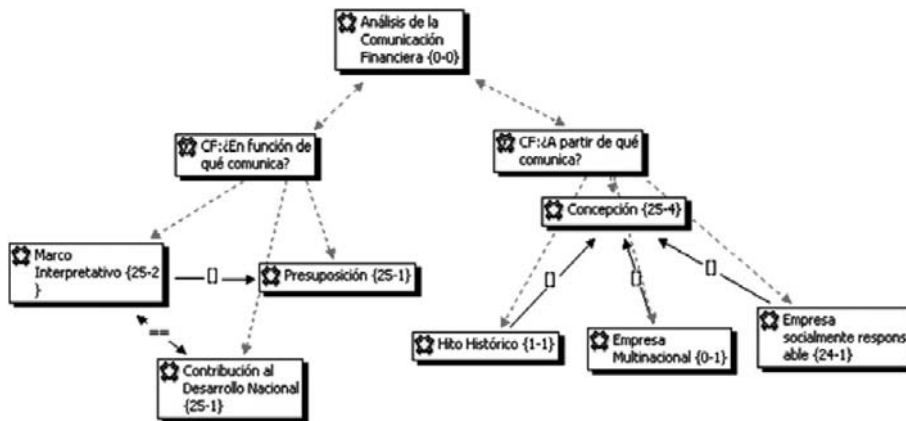 Análisis de la
Comunicación
Financiera {0-0}
CF:¿En función de
qué comunica?
CF:¿A partir de qué
comunica?
Concepción {25-4}
Marco
Interpretativo {25-2
}
[]
Presuposición {25-1}
[]
[]
[]
==
Hito Histórico {1-1}
Empresa
Multinacional {0-1}
Empresa
socialmente respons
able {24-1}
Contribución al
Desarrollo Nacional
{25-1}